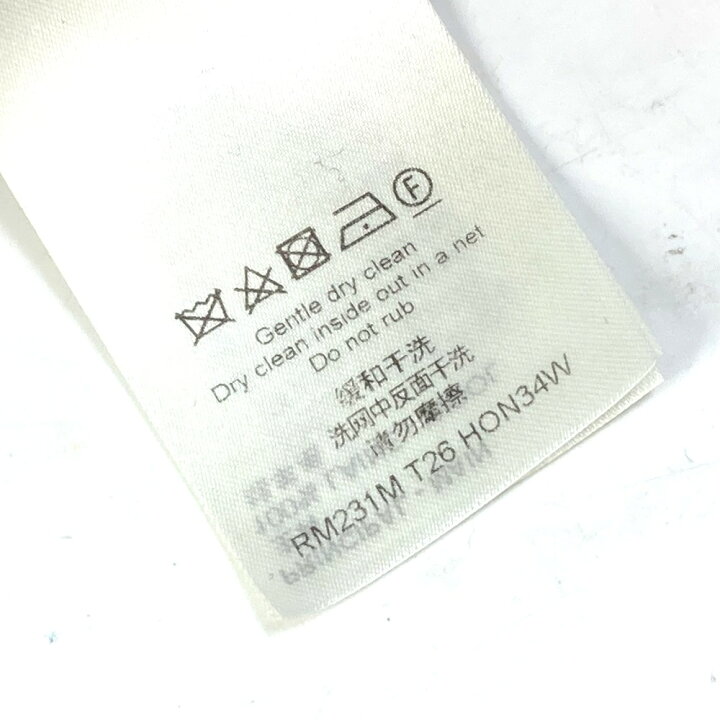 F
Gentle dry clean
Dry clean inside out in a net
Do not rub
缓和干洗
洗网中反面干洗
请勿摩擦
RM231M T26 HON34W